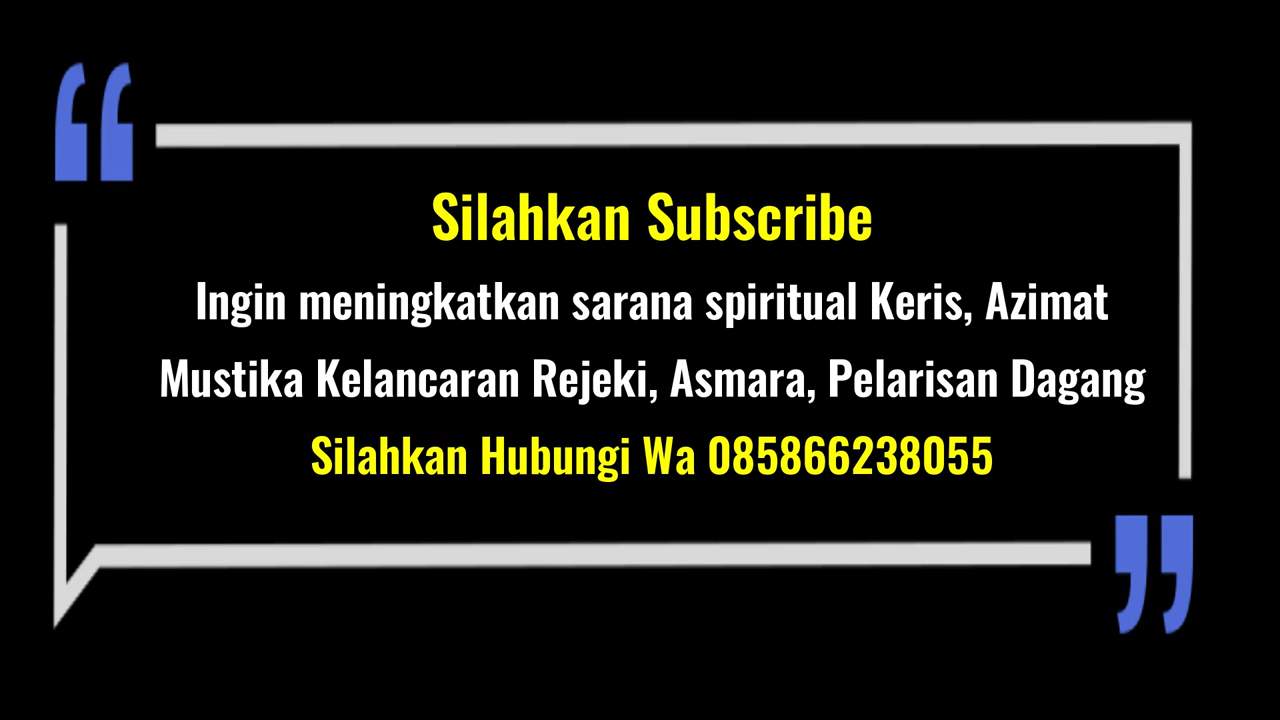 Silahkan Subscribe
Ingin meningkatkan sarana spiritual Keris, Azimat
Mustika Kelancaran Rejeki, Asmara, Pelarisan Dagang
Silahkan Hubungi Wa 085866238055